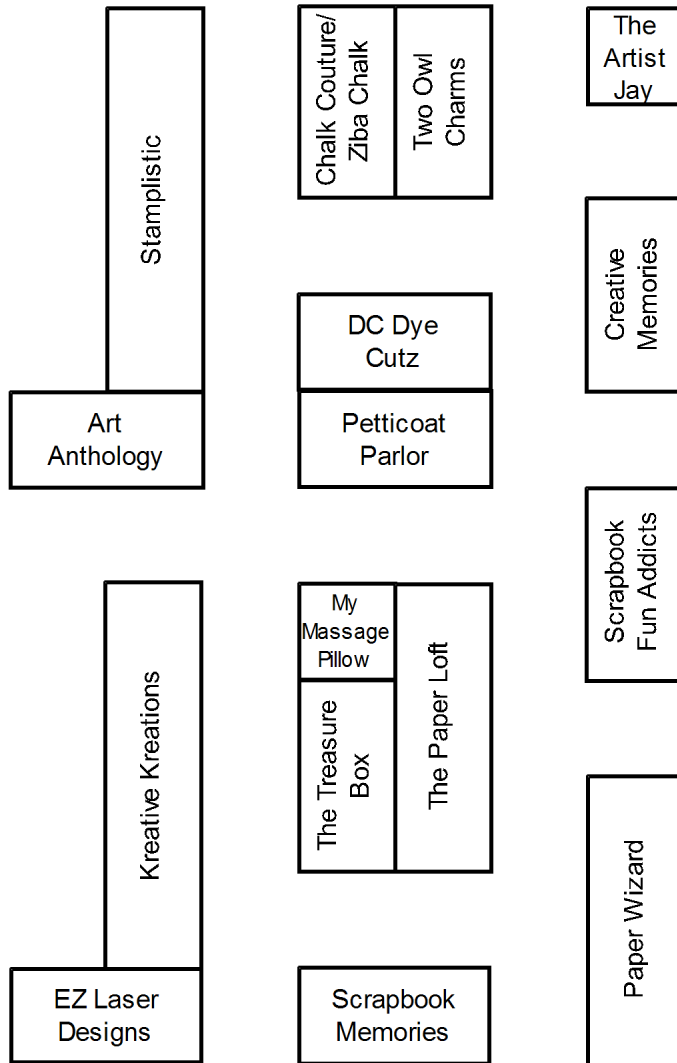 Stamplistic
Art
Anthology
Kreative Kreations
EZ Laser
Designs
Chalk Couture/
Ziba Chalk
Two Owl
Charms
DC Dye
Cutz
Petticoat
Parlor
My
Massage
Pillow
The Treasure
Box
The Paper Loft
Scrapbook
Memories
The
Artist
Jay
Creative
Memories
Scrapbook
Fun Addicts
Paper Wizard